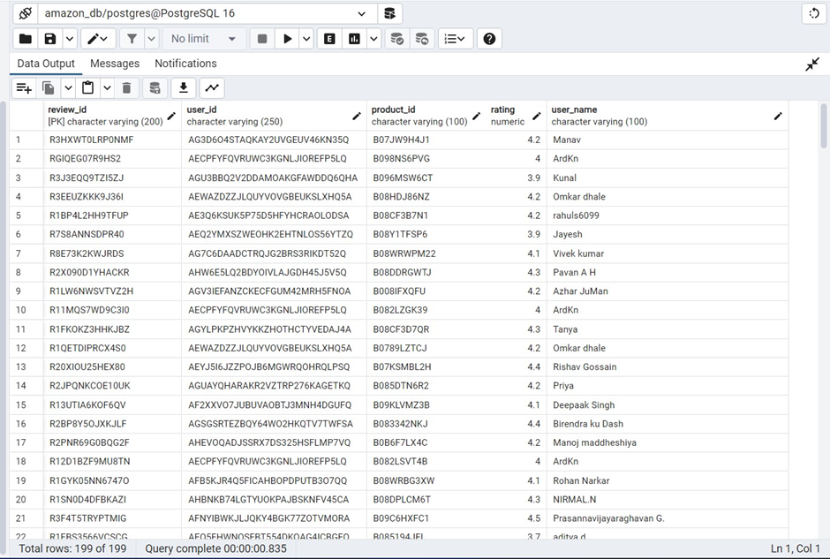 amazon_db/postgres@PostgreSQL 16
No limit
E
Data Output Messages Notifications
review_id user_id product_id rating user_name
[PK] character varying (200) character varying (250) character varying (100) numeric character varying (100)
1 R3HXWT0LRP0NMF AG3D6O4STAQKAY2UVGEUV46KN35Q B07JW9H4J1 4.2 Manav
2 RGIQEG07R9HS2 AECPFYFQVRUWC3KGNLJIOREFP5LQ B098NS6PVG 4 ArdKn
3 R3J3EQQ9TZI5ZJ AGU3BBQ2V2DDAMOAKGFAWDDQ6QHA B096MSW6CT 3.9 Kunal
4 R3EEUZKKK9J36I AEWAZDZZJLQUYVOVGBEUKSLXHQ5A B08HDJ86NZ 4.2 Omkar dhale
5 R1BP4L2HH9TFUP AE3Q6KSUK5P75D5HFYHCRAOLODSA B08CF3B7N1 4.2 rahuls6099
6 R7S8ANNSDPR40 AEQ2YMXSZWEOHK2EHTNLOS56YTZQ B08Y1TFSP6 3.9 Jayesh
7 R8E73K2KWJRDS AG7C6DAADCTRQJG2BRS3RIKDT52Q B08WRWPM22 4.1 Vivek kumar
8 R2X090D1YHACKR AHW6E5LQ2BDYOIVLAJGDH45J5V5Q B08DDRGWTJ 4.3 Pavan A H
9 R1LW6NWSVTVZ2H AGV3IEFANZCKECFGUM42MRH5FNOA B008IFXQFU 4.2 Azhar JuMan
10 R11MQS7WD9C3I0 AECPFYFQVRUWC3KGNLJIOREFP5LQ B082LZGK39 4 ArdKn
11 R1FKOKZ3HHKJBZ AGYLPKPZHVYKKZHOTHCTYVEDAJ4A B08CF3D7QR 4.3 Tanya
12 R1QETDIPRCX4S0 AEWAZDZZJLQUYVOVGBEUKSLXHQ5A B0789LZTCJ 4.2 Omkar dhale
13 R20XIOU25HEX80 AEYJ5I6JZZPOJB6MGWRQOHRQLPSQ B07KSMBL2H 4.4 Rishav Gossain
14 R2JPQNKCOE10UK AGUAYQHARAKR2VZTRP276KAGETKQ B085DTN6R2 4.2 Priya
15 R13UTIA6KOF6QV AF2XXVO7JUBUVAOBTJ3MNH4DGUFQ B09KLVMZ3B 4.1 Deepaak Singh
16 R2BP8Y5OJXKJLF AGSGSRTEZBQY64WO2HKQTV7TWFSA B083342NKJ 4.4 Birendra ku Dash
17 R2PNR69G0BQG2F AHEVOQADJSSRX7DS325HSFLMP7VQ B0B6F7LX4C 4.2 Manoj maddheshiya
18 R12D1BZF9MU8TN AECPFYFQVRUWC3KGNLJIOREFP5LQ B082LSVT4B 4 ArdKn
19 R1GYK05NN6747O AFB5KJR4Q5FICAHBOPDPUTB3O7QQ B08WRBG3XW 4.1 Rohan Narkar
20 R1SN0D4DFBKAZI AHBNKB74LGTYUOKPAJBSKNFV45CA B08DPLCM6T 4.3 NIRMAL.N
21 R3F4T5TRYPTMIG AFNYIBWKJLJQKY4BGK77ZOTVMORA B09C6HXFC1 4.5 Prasannavijayaraghavan G.
22 3.7 aditya d
Total rows: 199 of 199 Query complete 00:00:00.835 Ln 1, Col 1